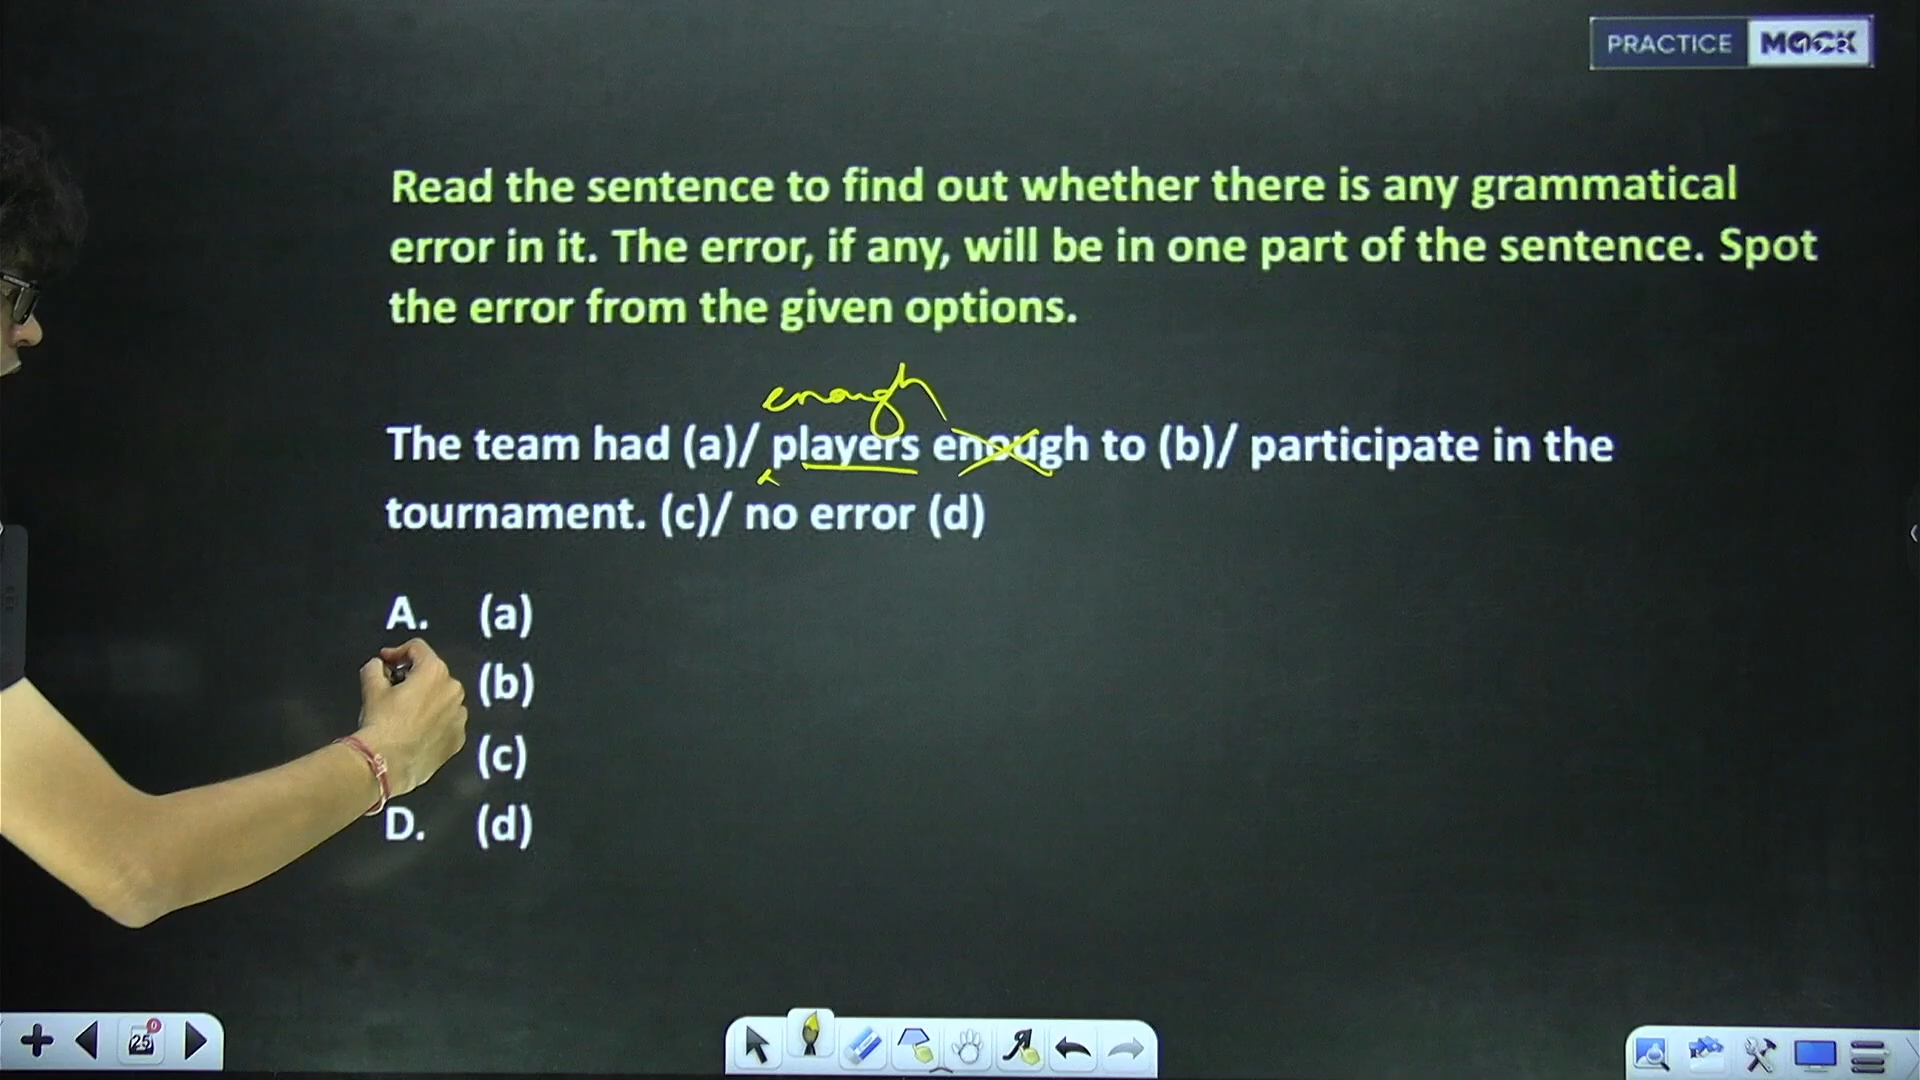 PRACTICE MOCK
Read the sentence to find out whether there is any grammatical
error in it. The error, if any, will be in one part of the sentence. Spot
the error from the given options.
enough
The team had (a)/ players enough to (b)/ participate in the
tournament. (c)/ no error (d)
A. (a)
(b)
(c)
D. (d)
25
0